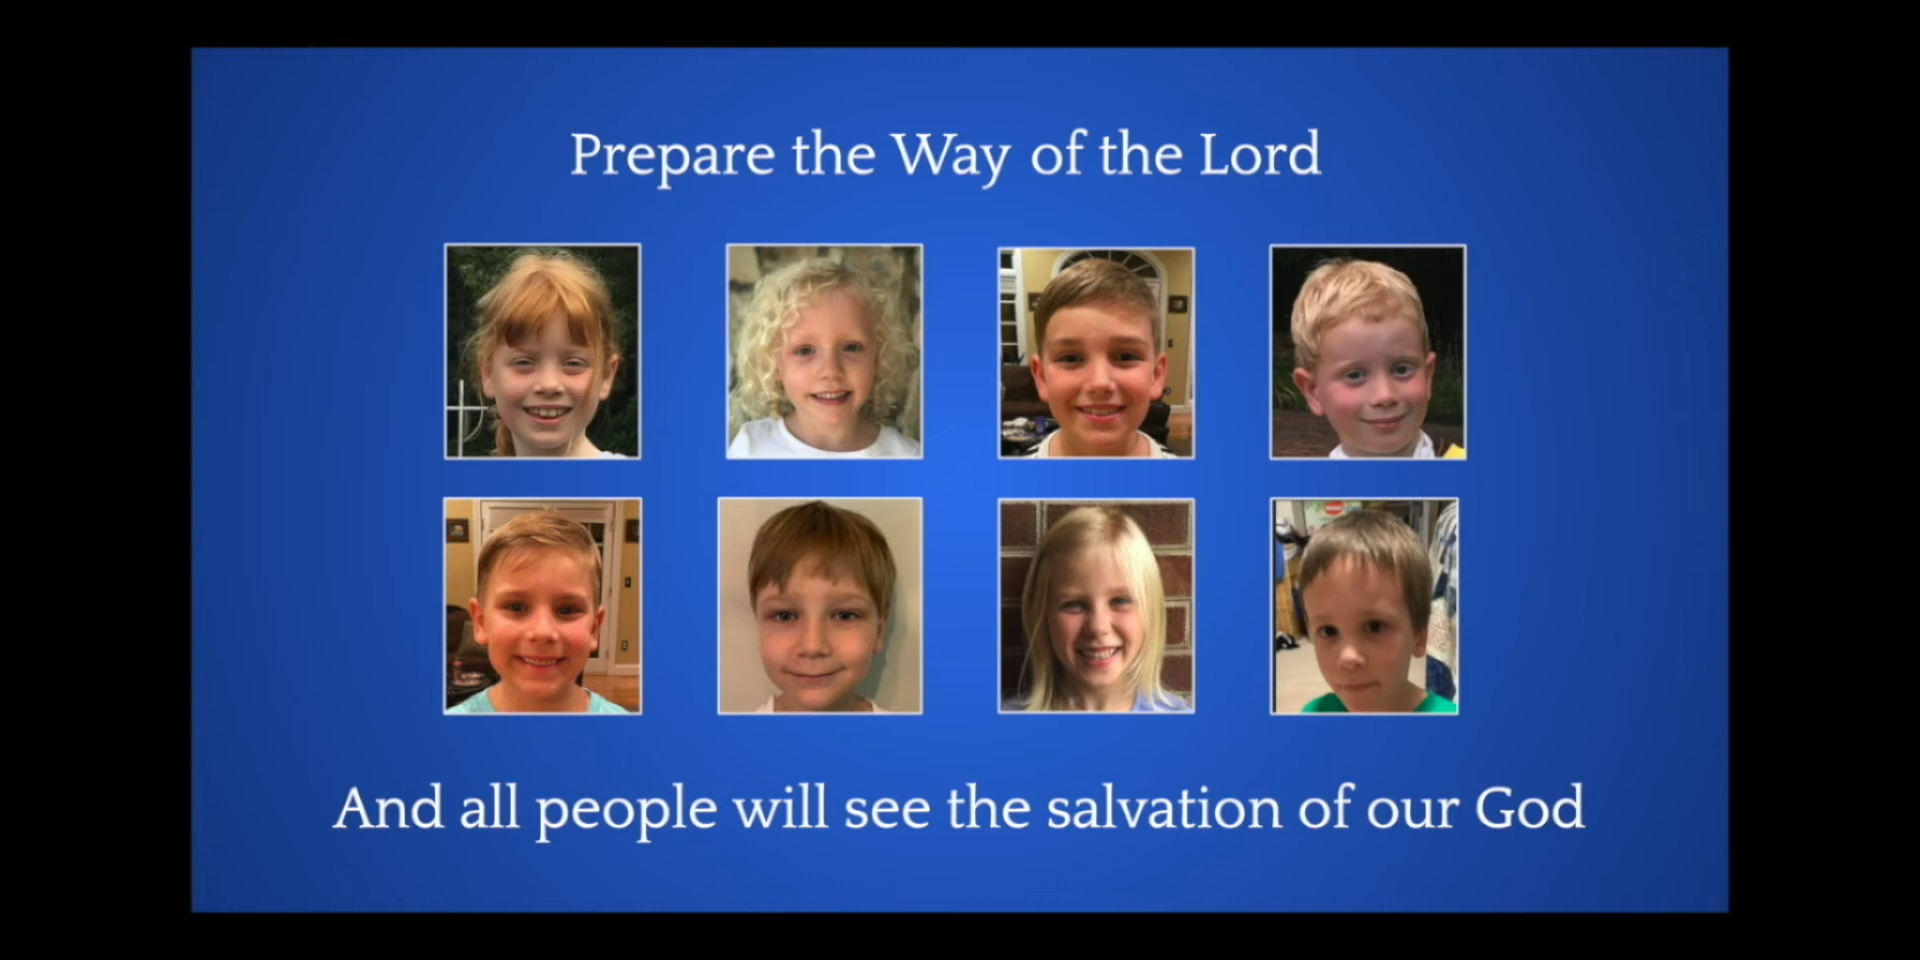 Prepare the Way of the Lord
And all people will see the salvation of our God